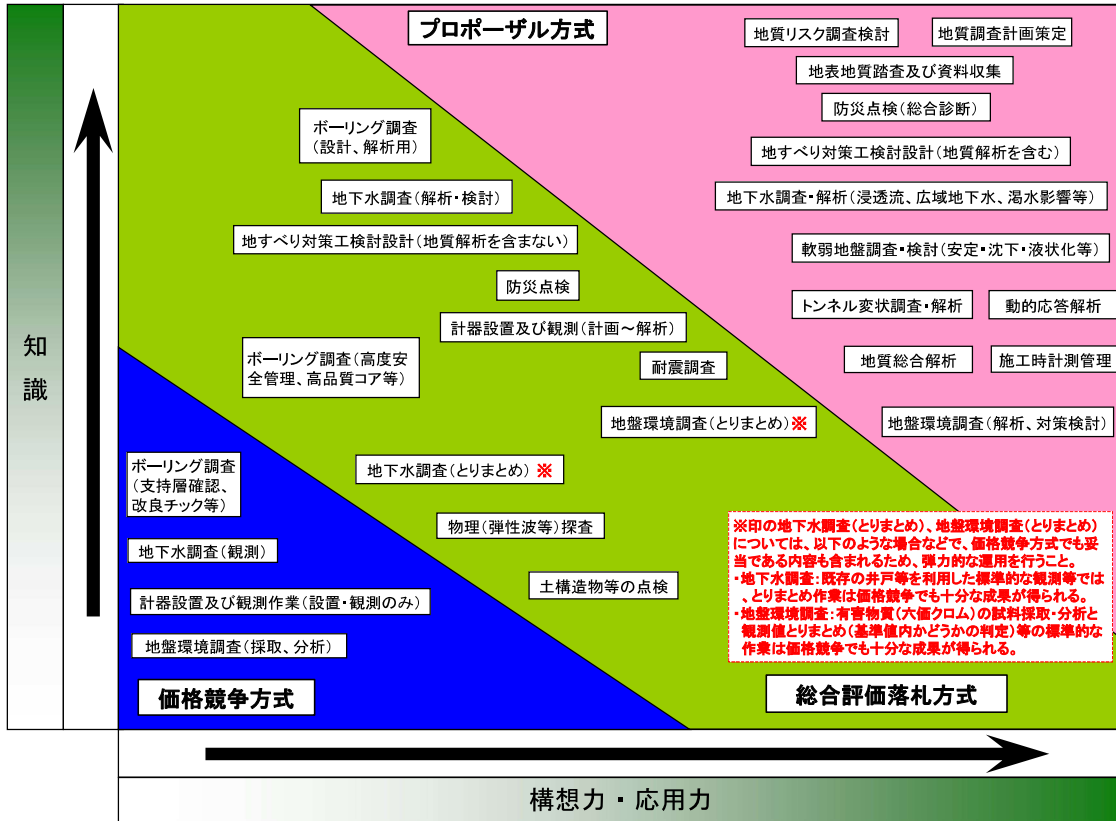 プロポーザル方式
地質リスク調査検討
地質調査計画策定
地表地質踏査及び資料収集
防災点検(総合診断)
地すべり対策工検討設計(地質解析を含む)
地下水調査・解析(浸透流、広域地下水、渇水影響等)
軟弱地盤調査・検討(安定・沈下・液状化等)
トンネル変状調査・解析
動的応答解析
地質総合解析
施工時計測管理
地盤環境調査(解析、対策検討)
ボーリング調査
(設計、解析用)
地下水調査(解析・検討)
地すべり対策工検討設計(地質解析を含まない)
防災点検
計器設置及び観測(計画～解析)
ボーリング調査(高度安
全管理、高品質コア等)
耐震調査
地盤環境調査(とりまとめ)※
地下水調査(とりまとめ)※
物理(弾性波等)探査
土構造物等の点検
総合評価落札方式
ボーリング調査
(支持層確認、
改良チック等)
地下水調査(観測)
計器設置及び観測作業(設置・観測のみ)
地盤環境調査(採取、分析)
価格競争方式
※印の地下水調査(とりまとめ)、地盤環境調査(とりまとめ)
については、以下のような場合などで、価格競争方式でも妥
当である内容も含まれるため、弾力的な運用を行うこと。
・地下水調査:既存の井戸等を利用した標準的な観測等では
、とりまとめ作業は価格競争でも十分な成果が得られる。
・地盤環境調査:有害物質(六価クロム)の試料採取・分析と
観測値とりまとめ(基準値内かどうかの判定)等の標準的な
作業は価格競争でも十分な成果が得られる。
知
識
構想力・応用力